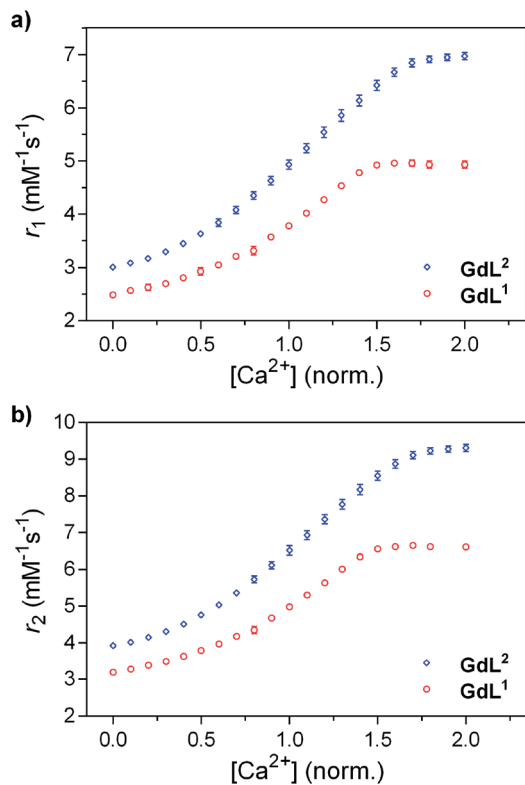 a)
7
6
5
4
3
2
r₁ (mM⁻¹s⁻¹)
GdL²
GdL¹
0.0 0.5 1.0 1.5 2.0
[Ca²⁺] (norm.)
b)
10
9
8
7
6
5
4
3
2
r₂ (mM⁻¹s⁻¹)
GdL²
GdL¹
0.0 0.5 1.0 1.5 2.0
[Ca²⁺] (norm.)